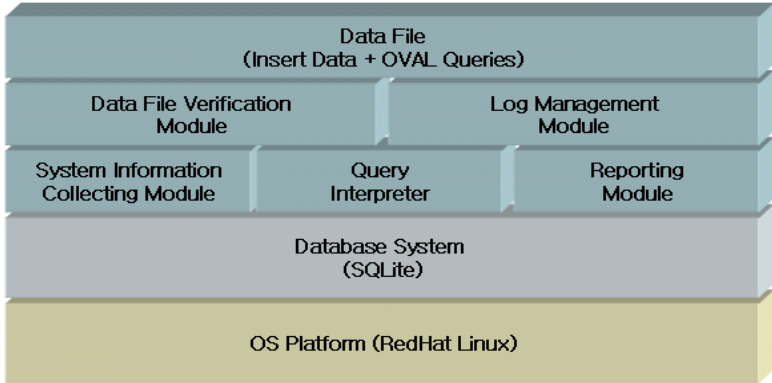 Data File
(Insert Data + OVAL Queries)
Data File Verification
Module
Log Management
Module
System Information
Collecting Module
Query
Interpreter
Reporting
Module
Database System
(SQLite)
OS Platform (RedHat Linux)